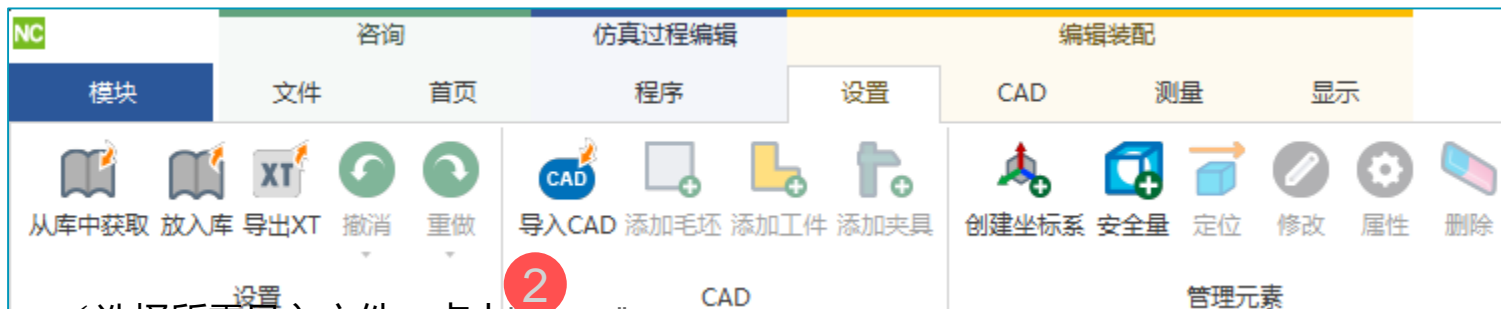 NC 咨询 仿真过程编辑 编辑装配
模块 文件 首页 程序 设置 CAD 测量 显示
XT CAD
从库中获取 放入库 导出XT 撤消 重做 导入CAD 添加毛坯 添加工件 添加夹具 创建坐标系 安全量 定位 修改 属性 删除
设置 2 CAD 管理元素